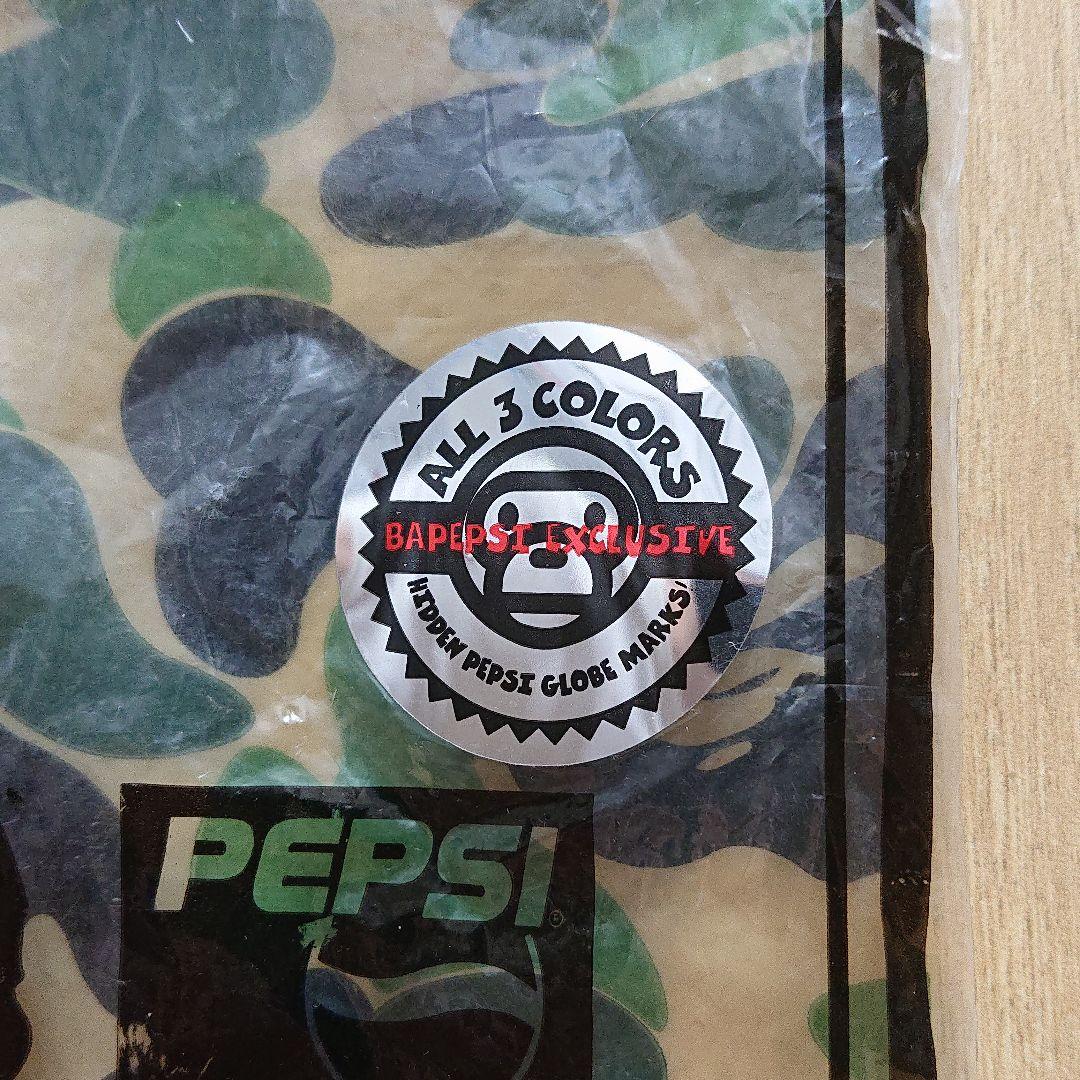 ALL 3 COLORS
BAPEPSI EXCLUSIVE
HIDDEN PEPSI GLOBE MARKS!
PEPSI®